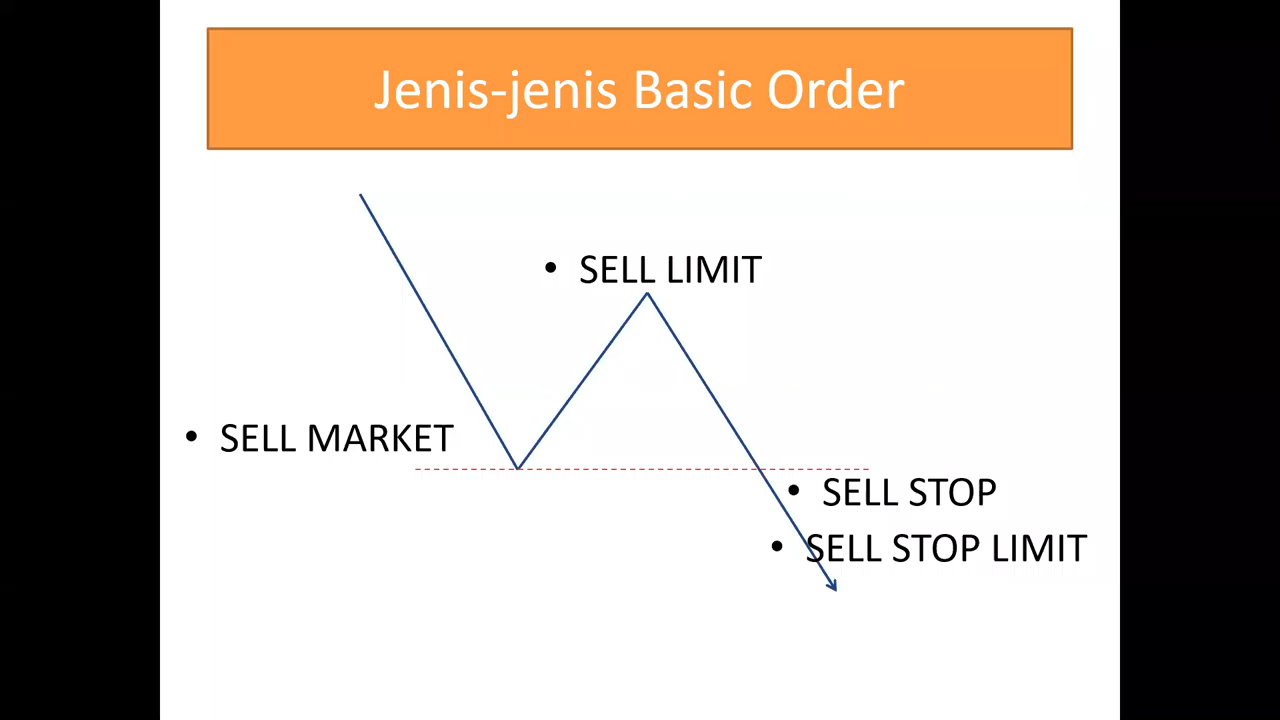 Jenis-jenis Basic Order
• SELL LIMIT
• SELL MARKET
• SELL STOP
• SELL STOP LIMIT